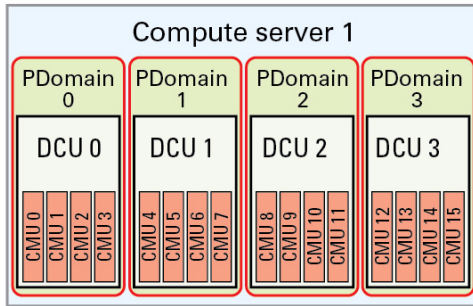 Compute server 1
PDomain 0
PDomain 1
PDomain 2
PDomain 3
DCU 0
DCU 1
DCU 2
DCU 3
CMU 0
CMU 1
CMU 2
CMU 3
CMU 4
CMU 5
CMU 6
CMU 7
CMU 8
CMU 9
CMU 10
CMU 11
CMU 12
CMU 13
CMU 14
CMU 15